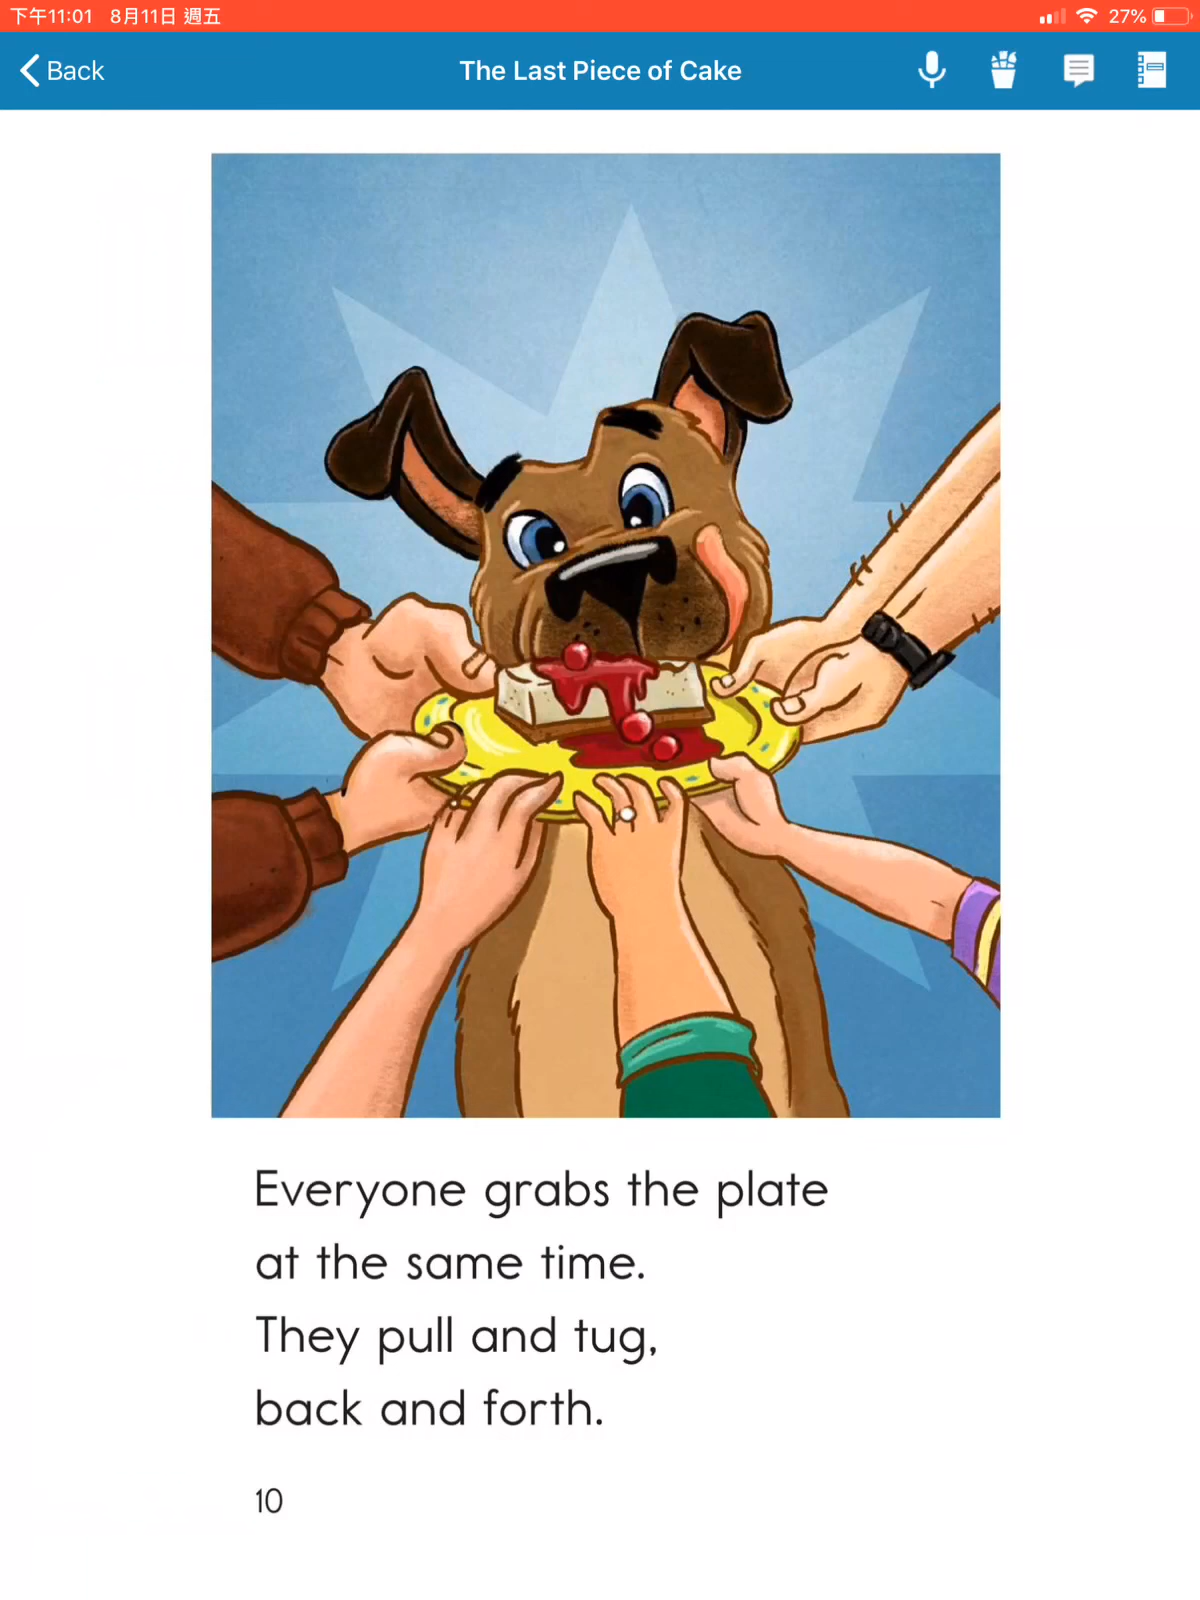 下午11:01 8月11日 週五 27%
Back The Last Piece of Cake
Everyone grabs the plate
at the same time.
They pull and tug,
back and forth.
10